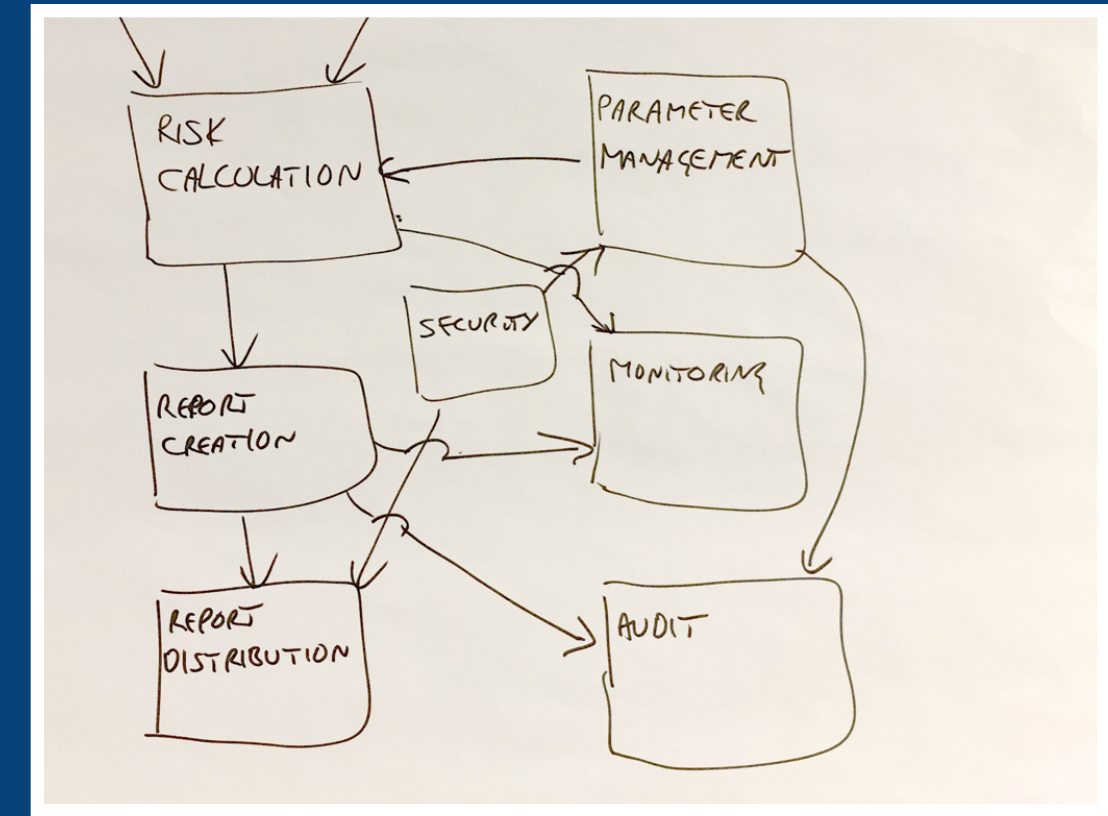 RISK
CALCULATION
PARAMETER
MANAGEMENT
SECURITY
MONITORING
REPORT
CREATION
REPORT
DISTRIBUTION
AUDIT